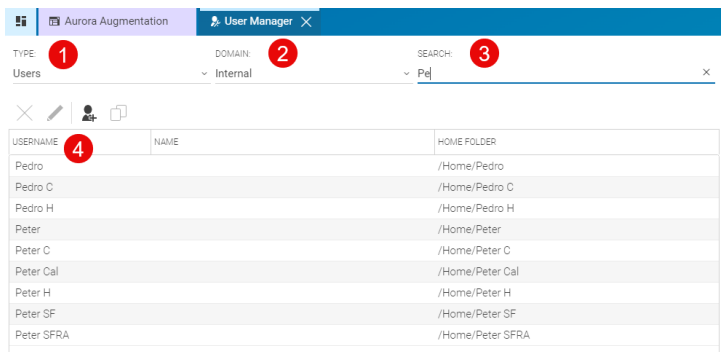 Aurora Augmentation User Manager
TYPE: 1 DOMAIN: 2 SEARCH: 3
Users Internal Pe
USERNAME 4 NAME HOME FOLDER
Pedro /Home/Pedro
Pedro C /Home/Pedro C
Pedro H /Home/Pedro H
Peter /Home/Peter
Peter C /Home/Peter C
Peter Cal /Home/Peter Cal
Peter H /Home/Peter H
Peter SF /Home/Peter SF
Peter SFRA /Home/Peter SFRA